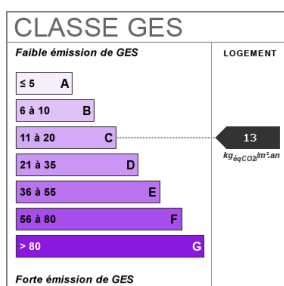 CLASSE GES
Faible émission de GES
LOGEMENT
≤ 5 A
6 à 10 B
11 à 20 C
13
kgéqCO2/m².an
21 à 35 D
36 à 55 E
56 à 80 F
> 80 G
Forte émission de GES